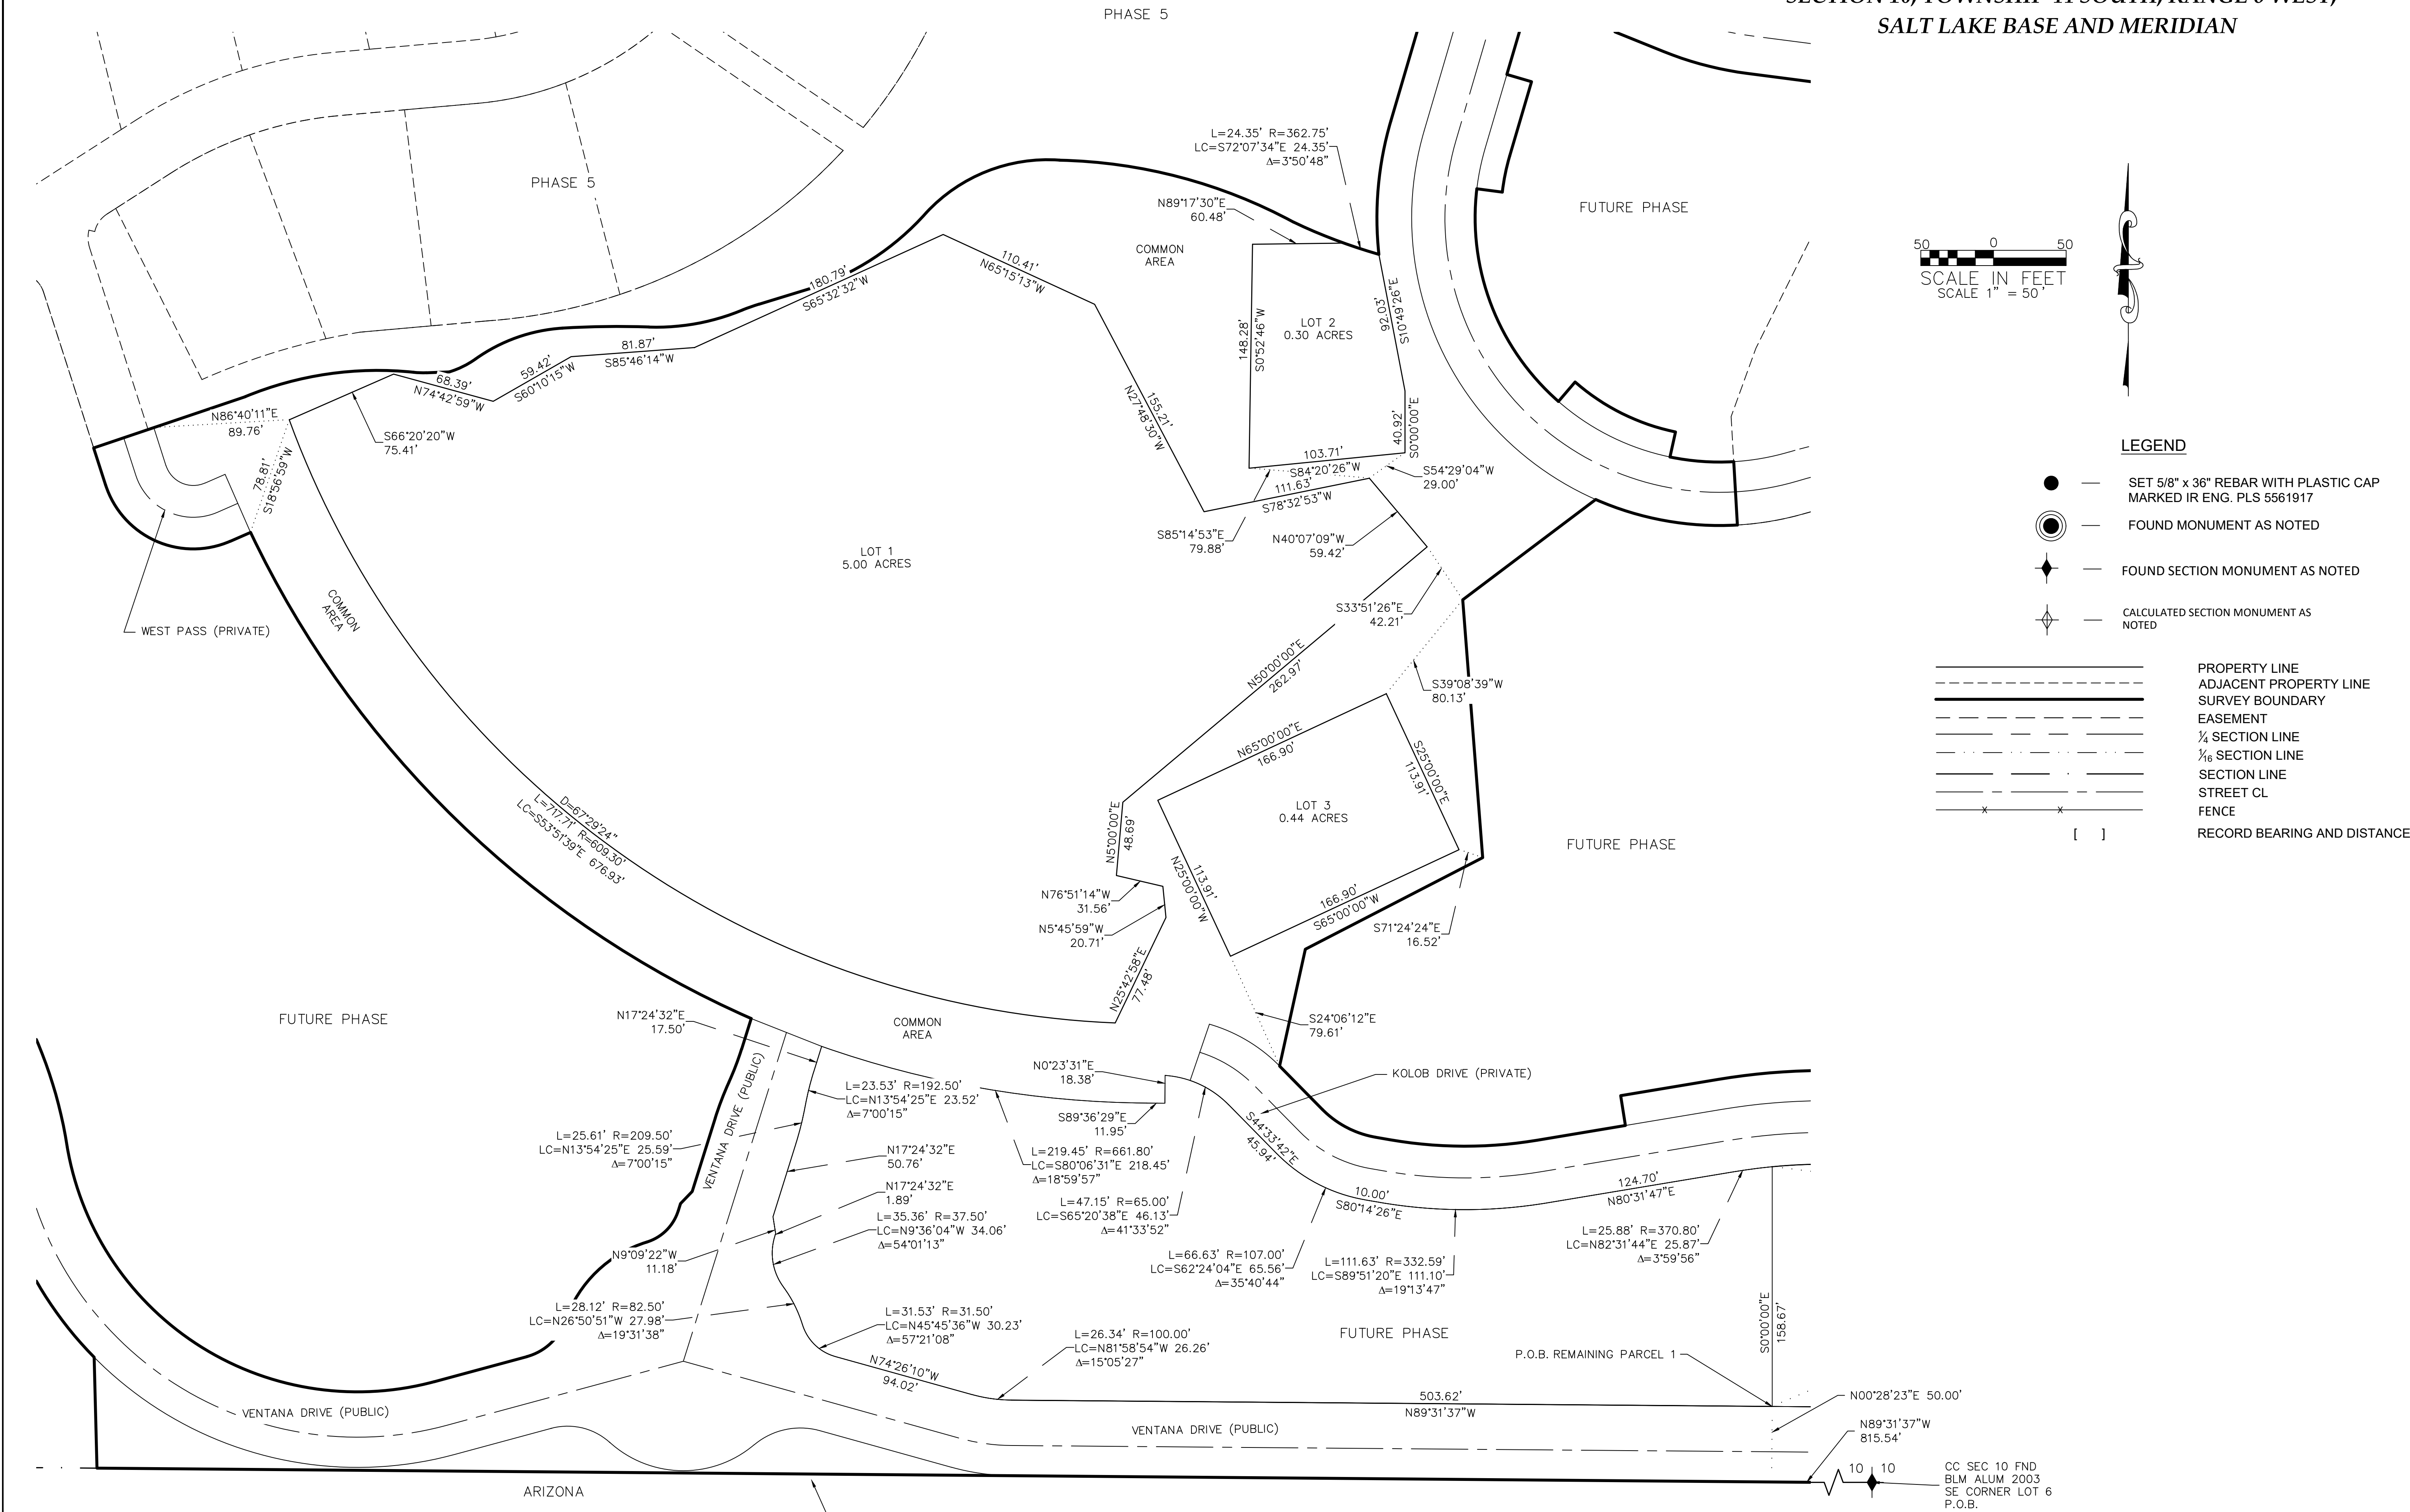 SALT LAKE BASE AND MERIDIAN
PHASE 5
PHASE 5
L=24.35' R=362.75'
LC=S72°07'34"E 24.35'
Δ=3°50'48"
N89°17'30"E
60.48'
COMMON
AREA
FUTURE PHASE
50 0 50
SCALE IN FEET
SCALE 1" = 50'
180.79'
S65°32'32"W
110.41'
N65°15'13"W
LOT 2
0.30 ACRES
148.28'
S0°52'46"W
92.03'
S10°49'26"E
40.92'
S0°00'00"E
103.71'
S84°20'26"W
111.63'
S78°32'53"W
S54°29'04"W
29.00'
81.87'
S85°46'14"W
59.42'
S60°10'15"W
68.39'
N74°42'59"W
155.21'
N27°48'30"W
N86°40'11"E
89.76'
S66°20'20"W
75.41'
78.81'
S18°56'59"W
S85°14'53"E
79.88'
N40°07'09"W
59.42'
LOT 1
5.00 ACRES
COMMON
AREA
WEST PASS (PRIVATE)
S33°51'26"E
42.21'
N50°00'00"E
262.97'
S39°08'39"W
80.13'
N65°00'00"E
166.90'
S25°00'00"E
113.91'
LOT 3
0.44 ACRES
N25°00'00"W
113.91'
166.90'
S65°00'00"W
FUTURE PHASE
D=67°29'24"
L=717.71' R=609.30'
LC=S53°51'39"E 676.93'
N5°00'00"E
48.69'
N76°51'14"W
31.56'
N5°45'59"W
20.71'
N25°42'58"E
77.48'
S71°24'24"E
16.52'
S24°06'12"E
79.61'
FUTURE PHASE
N17°24'32"E
17.50'
COMMON
AREA
N0°23'31"E
18.38'
KOLOB DRIVE (PRIVATE)
VENTANA DRIVE (PUBLIC)
L=23.53' R=192.50'
LC=N13°54'25"E 23.52'
Δ=7°00'15"
S89°36'29"E
11.95'
S44°33'42"E
45.94'
L=25.61' R=209.50'
LC=N13°54'25"E 25.59'
Δ=7°00'15"
N17°24'32"E
50.76'
L=219.45' R=661.80'
LC=S80°06'31"E 218.45'
Δ=18°59'57"
N17°24'32"E
1.89'
L=47.15' R=65.00'
LC=S65°20'38"E 46.13'
Δ=41°33'52"
10.00'
S80°14'26"E
124.70'
N80°31'47"E
L=35.36' R=37.50'
LC=N9°36'04"W 34.06'
Δ=54°01'13"
N9°09'22"W
11.18'
L=66.63' R=107.00'
LC=S62°24'04"E 65.56'
Δ=35°40'44"
L=111.63' R=332.59'
LC=S89°51'20"E 111.10'
Δ=19°13'47"
L=25.88' R=370.80'
LC=N82°31'44"E 25.87'
Δ=3°59'56"
S0°00'00"E
158.67'
L=28.12' R=82.50'
LC=N26°50'51"W 27.98'
Δ=19°31'38"
L=31.53' R=31.50'
LC=N45°45'36"W 30.23'
Δ=57°21'08"
L=26.34' R=100.00'
LC=N81°58'54"W 26.26'
Δ=15°05'27"
FUTURE PHASE
P.O.B. REMAINING PARCEL 1
N74°26'10"W
94.02'
503.62'
N89°31'37"W
N00°28'23"E 50.00'
VENTANA DRIVE (PUBLIC)
VENTANA DRIVE (PUBLIC)
N89°31'37"W
815.54'
ARIZONA
10 10
CC SEC 10 FND
BLM ALUM 2003
SE CORNER LOT 6
P.O.B.
LEGEND
SET 5/8" x 36" REBAR WITH PLASTIC CAP
MARKED IR ENG. PLS 5561917
FOUND MONUMENT AS NOTED
FOUND SECTION MONUMENT AS NOTED
CALCULATED SECTION MONUMENT AS
NOTED
PROPERTY LINE
ADJACENT PROPERTY LINE
SURVEY BOUNDARY
EASEMENT
1/4 SECTION LINE
1/16 SECTION LINE
SECTION LINE
STREET CL
x x FENCE
[ ] RECORD BEARING AND DISTANCE